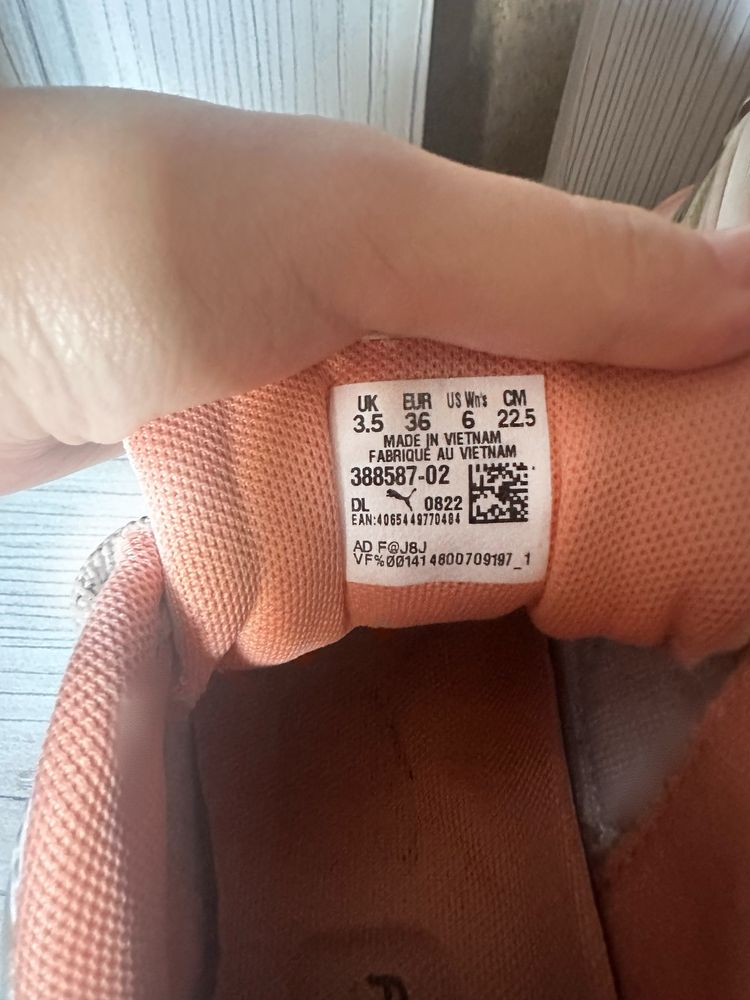 UK EUR US Wn's CM
3.5 36 6 22.5
MADE IN VIETNAM
FABRIQUÉ AU VIETNAM
388587-02
DL 0822
EAN:4065449770484
AD F@J8J
VF%001414800709197_1